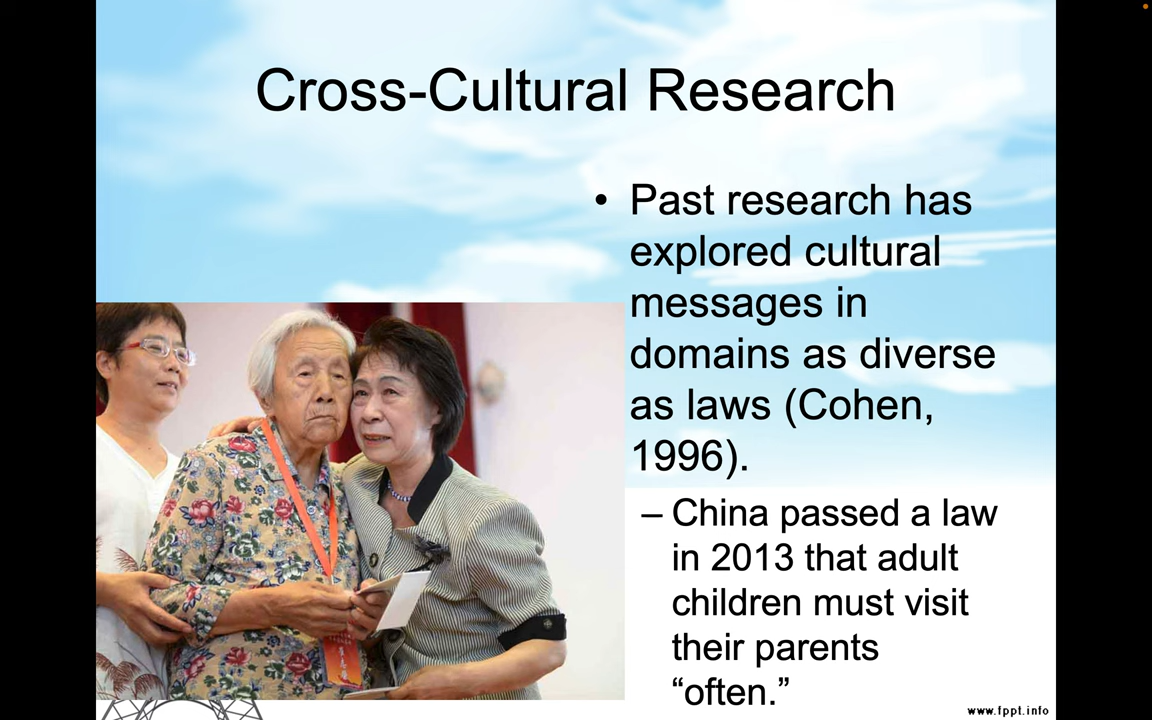 Cross-Cultural Research
• Past research has
explored cultural
messages in
domains as diverse
as laws (Cohen,
1996).
– China passed a law
in 2013 that adult
children must visit
their parents
“often.”
www.fppt.info